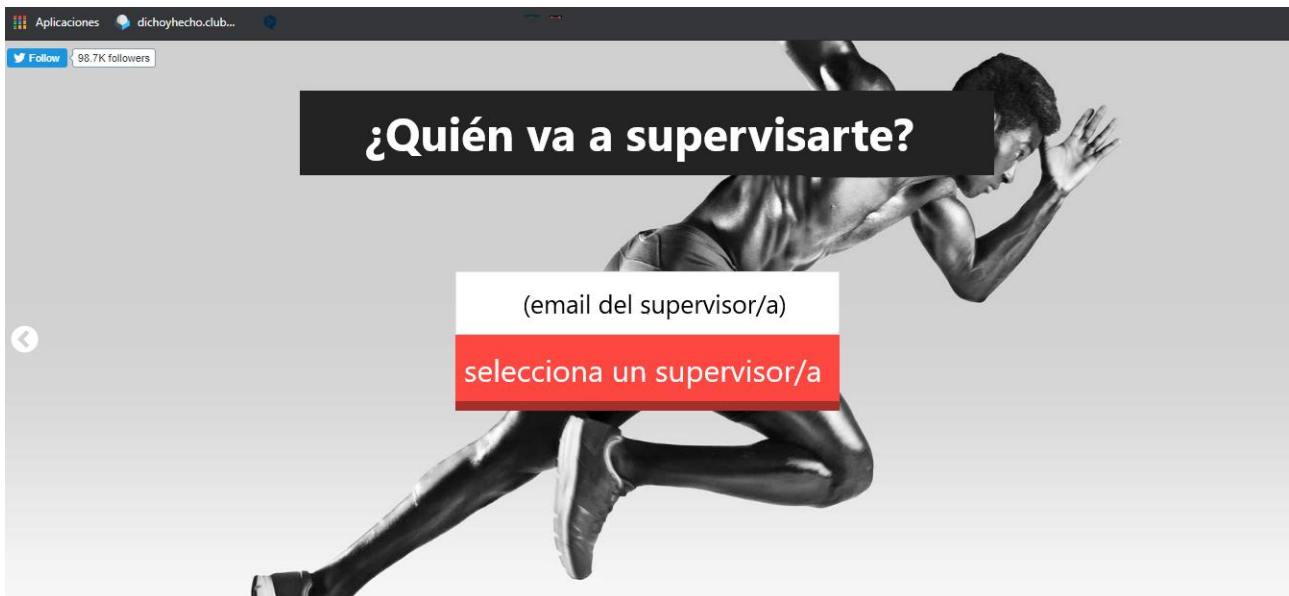 Aplicaciones dichoyhecho.club...
Follow 98.7K followers
¿Quién va a supervisarte?
(email del supervisor/a)
selecciona un supervisor/a